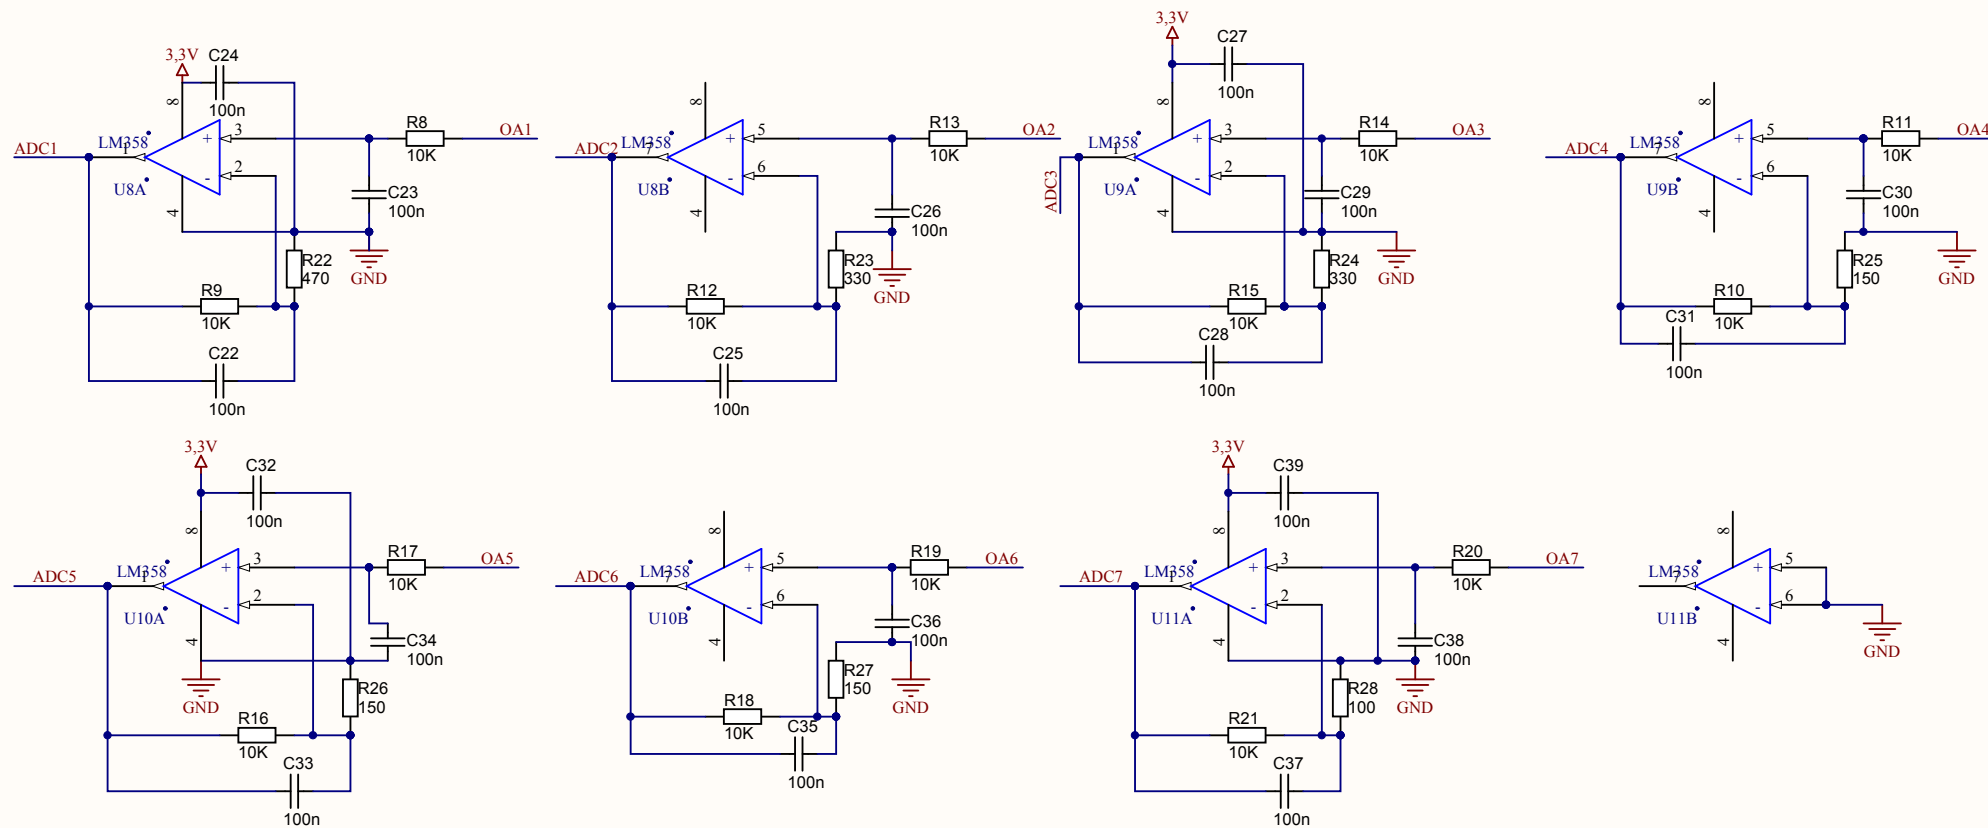 3,3V
C24
100n
8
LM358
1
3
+
2
-
U8A
4
ADC1
R8
10K
OA1
C23
100n
R22
470
GND
R9
10K
C22
100n
8
LM358
7
5
+
6
-
U8B
4
ADC2
R13
10K
OA2
C26
100n
R23
330
GND
R12
10K
C25
100n
3,3V
C27
100n
8
LM358
1
3
+
2
-
U9A
4
ADC3
R14
10K
OA3
C29
100n
R24
330
GND
R15
10K
C28
100n
8
LM358
7
5
+
6
-
U9B
4
ADC4
R11
10K
OA4
C30
100n
R25
150
GND
R10
10K
C31
100n
3,3V
C32
100n
8
LM358
1
3
+
2
-
U10A
4
ADC5
R17
10K
OA5
C34
100n
R26
150
GND
R16
10K
C33
100n
8
LM358
7
5
+
6
-
U10B
4
ADC6
R19
10K
OA6
C36
100n
R27
150
GND
R18
10K
C35
100n
3,3V
C39
100n
8
LM358
1
3
+
2
-
U11A
4
ADC7
R20
10K
OA7
C38
100n
R28
100
GND
R21
10K
C37
100n
8
LM358
7
5
+
6
-
U11B
4
GND